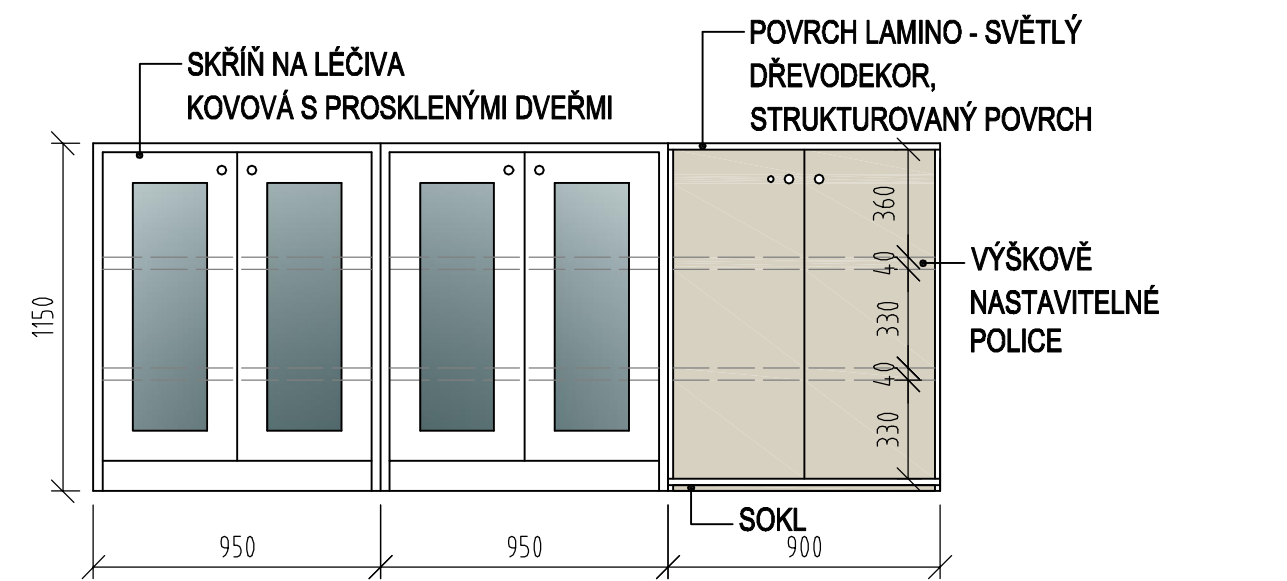 POVRCH LAMINO - SVĚTLÝ
DŘEVODEKOR,
STRUKTUROVANÝ POVRCH
SKŘÍŇ NA LÉČIVA
KOVOVÁ S PROSKLENÝMI DVEŘMI
360
40
VÝŠKOVĚ
NASTAVITELNÉ
POLICE
1150
330
40
330
SOKL
950
950
900